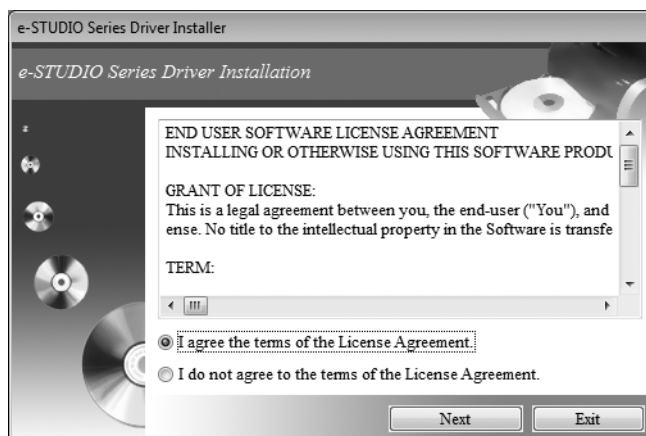 e-STUDIO Series Driver Installer
e-STUDIO Series Driver Installation
END USER SOFTWARE LICENSE AGREEMENT
INSTALLING OR OTHERWISE USING THIS SOFTWARE PRODU
GRANT OF LICENSE:
This is a legal agreement between you, the end-user ("You"), and
ense. No title to the intellectual property in the Software is transfe
TERM:
I agree the terms of the License Agreement.
I do not agree to the terms of the License Agreement.
Next
Exit